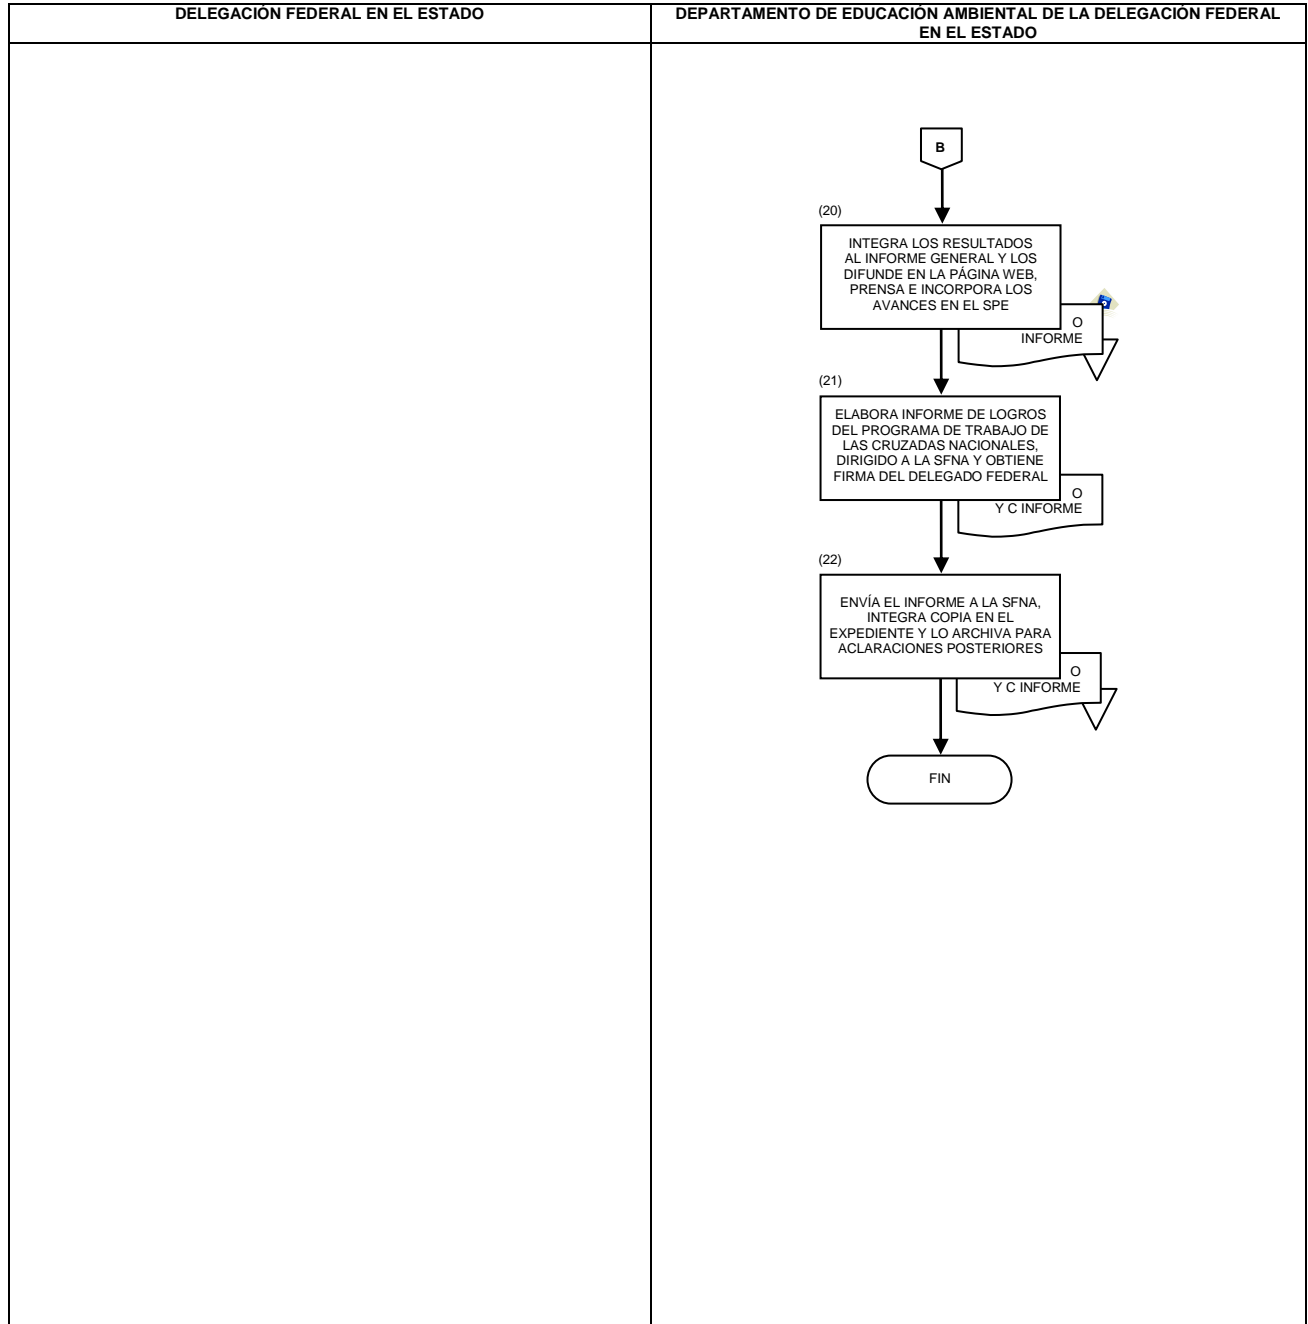 DELEGACIÓN FEDERAL EN EL ESTADO
DEPARTAMENTO DE EDUCACIÓN AMBIENTAL DE LA DELEGACIÓN FEDERAL
EN EL ESTADO
B
(20)
INTEGRA LOS RESULTADOS
AL INFORME GENERAL Y LOS
DIFUNDE EN LA PÁGINA WEB,
PRENSA E INCORPORA LOS
AVANCES EN EL SPE
O
INFORME
(21)
ELABORA INFORME DE LOGROS
DEL PROGRAMA DE TRABAJO DE
LAS CRUZADAS NACIONALES,
DIRIGIDO A LA SFNA Y OBTIENE
FIRMA DEL DELEGADO FEDERAL
O
Y C INFORME
(22)
ENVÍA EL INFORME A LA SFNA,
INTEGRA COPIA EN EL
EXPEDIENTE Y LO ARCHIVA PARA
ACLARACIONES POSTERIORES
O
Y C INFORME
FIN